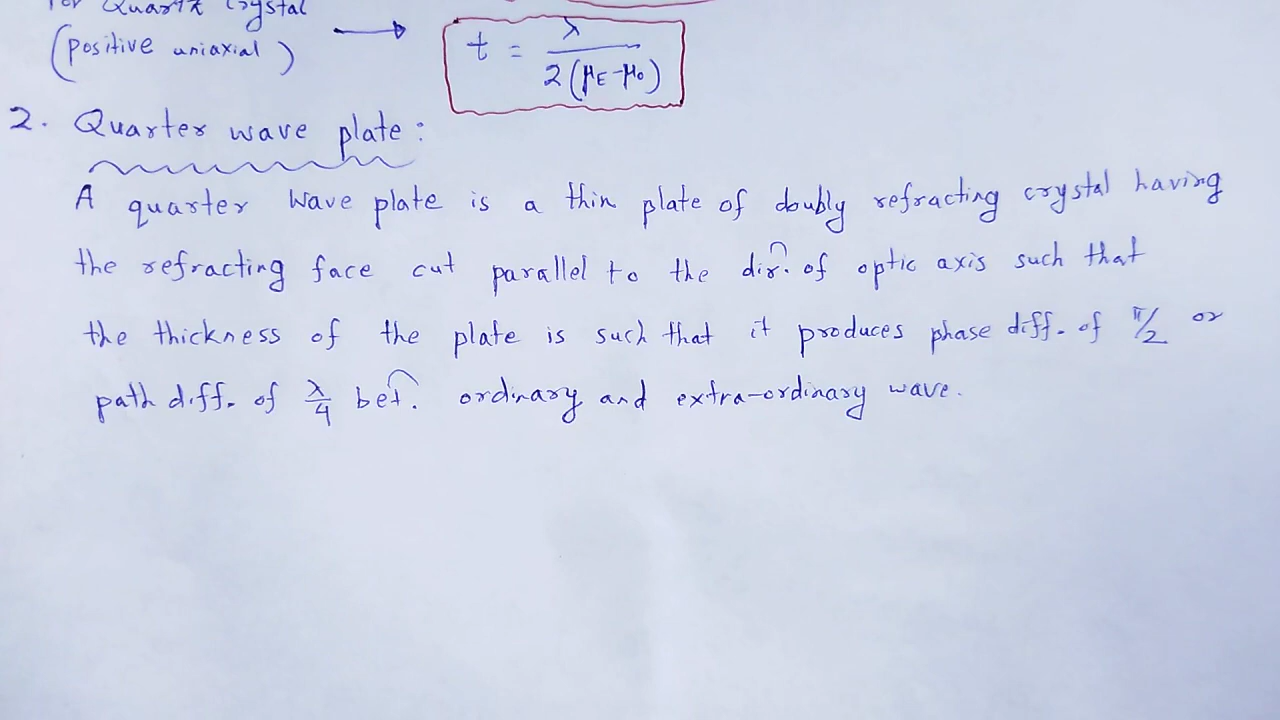 For Quartz Crystal
(positive uniaxial) → t = λ / 2(μE-μo)
2. Quarter wave plate:
A quarter wave plate is a thin plate of doubly refracting crystal having
the refracting face cut parallel to the dirⁿ. of optic axis such that
the thickness of the plate is such that it produces phase diff. of π/2 or
path diff. of λ/4 betⁿ. ordinary and extra-ordinary wave.